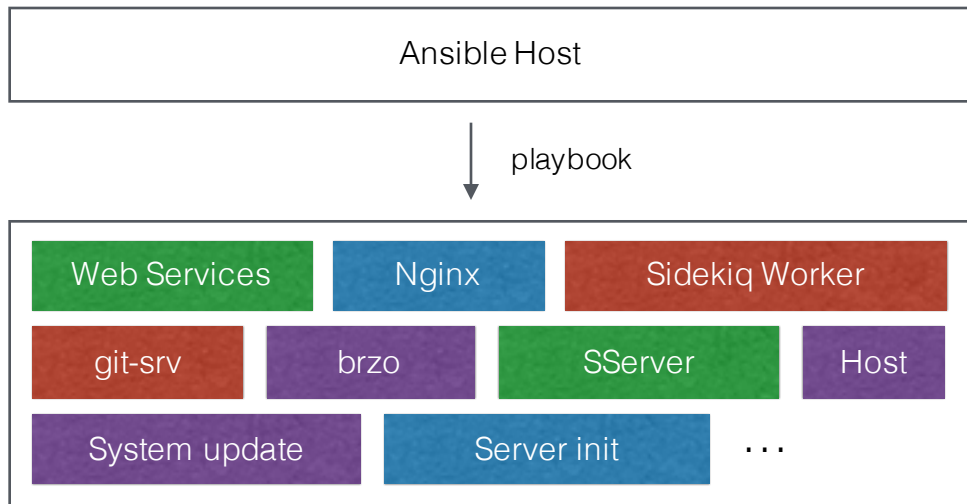 Ansible Host
playbook
Web Services Nginx Sidekiq Worker
git-srv brzo SServer Host
System update Server init ...